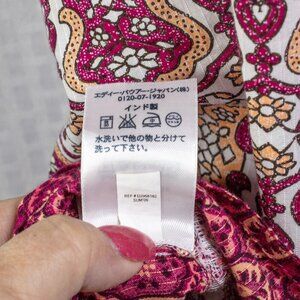 エディー・バウアー・ジャパン(株)
0120-07-1920
インド製
水洗いで他の物と分けて
洗って下さい。